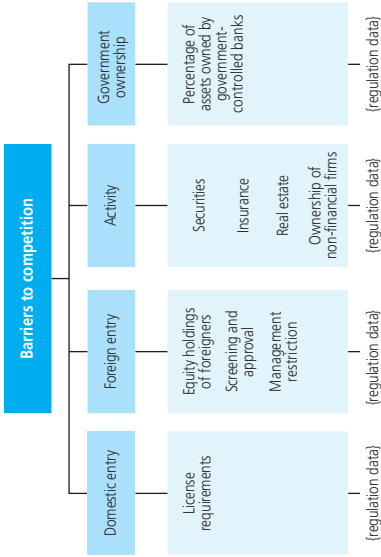 Barriers to competition
Domestic entry
Foreign entry
Activity
Government
ownership
License
requirements
Equity holdings
of foreigners
Screening and
approval
Management
restriction
Securities
Insurance
Real estate
Ownership of
non-financial firms
Percentage of
assets owned by
government-
controlled banks
{regulation data}
{regulation data}
{regulation data}
{regulation data}